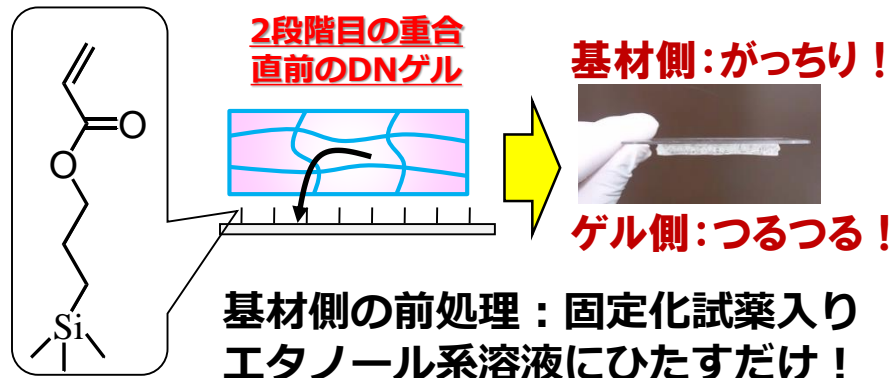 2段階目の重合
直前のDNゲル
基材側：がっちり！
ゲル側：つるつる！
O
O
Si
基材側の前処理：固定化試薬入り
エタノール系溶液にひたすだけ！